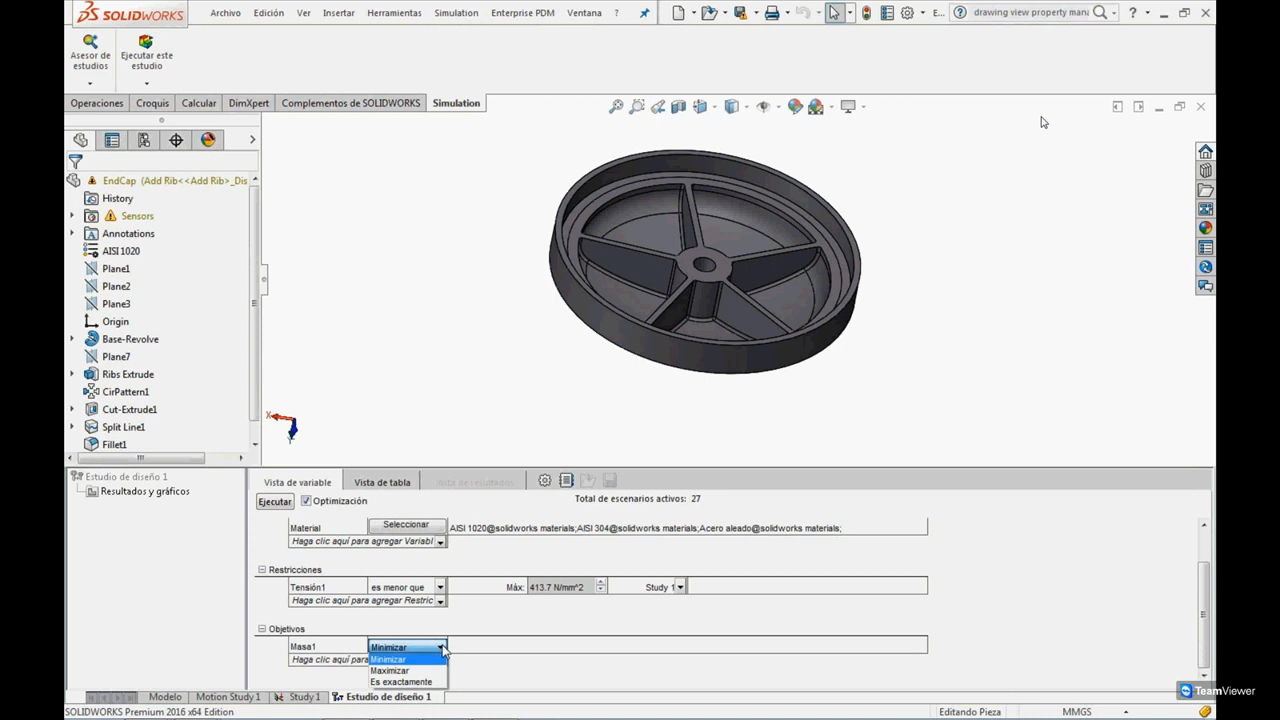 SOLIDWORKS Archivo Edición Ver Insertar Herramientas Simulation Enterprise PDM Ventana ? E... drawing view property mana
Asesor de estudios
Ejecutar este estudio
Operaciones Croquis Calcular DimXpert Complementos de SOLIDWORKS Simulation
EndCap (Add Rib<<Add Rib>_Dis
History
Sensors
Annotations
AISI 1020
Plane1
Plane2
Plane3
Origin
Base-Revolve
Plane7
Ribs Extrude
CirPattern1
Cut-Extrude1
Split Line1
Fillet1
X
Y
Estudio de diseño 1
Resultados y gráficos
Vista de variable Vista de tabla Vista de resultados
Ejecutar Optimización Total de escenarios activos: 27
Material Seleccionar AISI 1020@solidworks materials;AISI 304@solidworks materials;Acero aleado@solidworks materials;
Haga clic aquí para agregar Variabl
Restricciones
Tensión1 es menor que Máx: 413.7 N/mm^2 Study 1
Haga clic aquí para agregar Restric
Objetivos
Masa1 Minimizar
Haga clic aquí para Minimizar
Maximizar
Es exactamente
Modelo Motion Study 1 Study 1 Estudio de diseño 1
TeamViewer
SOLIDWORKS Premium 2016 x64 Edition Editando Pieza MMGS